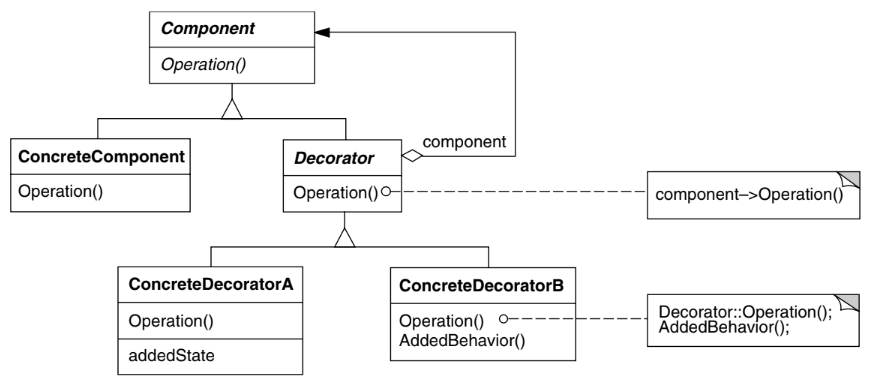 Component
Operation()
component
ConcreteComponent
Operation()
Decorator
Operation()
component–>Operation()
ConcreteDecoratorA
Operation()
addedState
ConcreteDecoratorB
Operation()
AddedBehavior()
Decorator::Operation();
AddedBehavior();